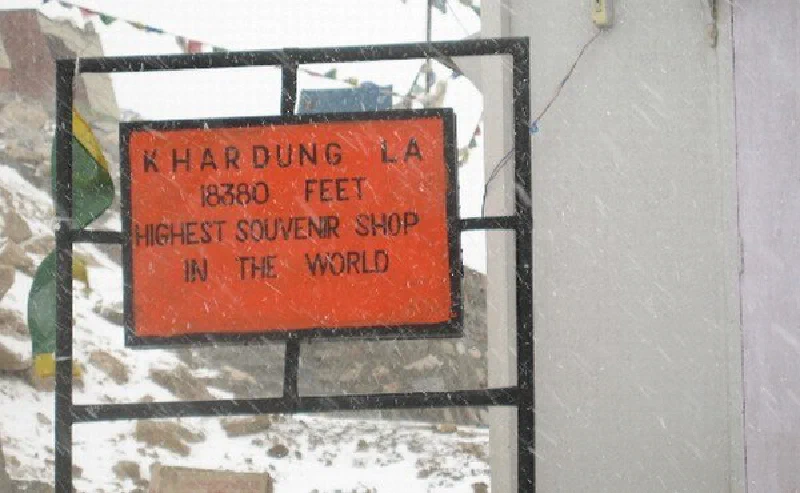 KHARDUNG LA
18380 FEET
HIGHEST SOUVENIR SHOP
IN THE WORLD